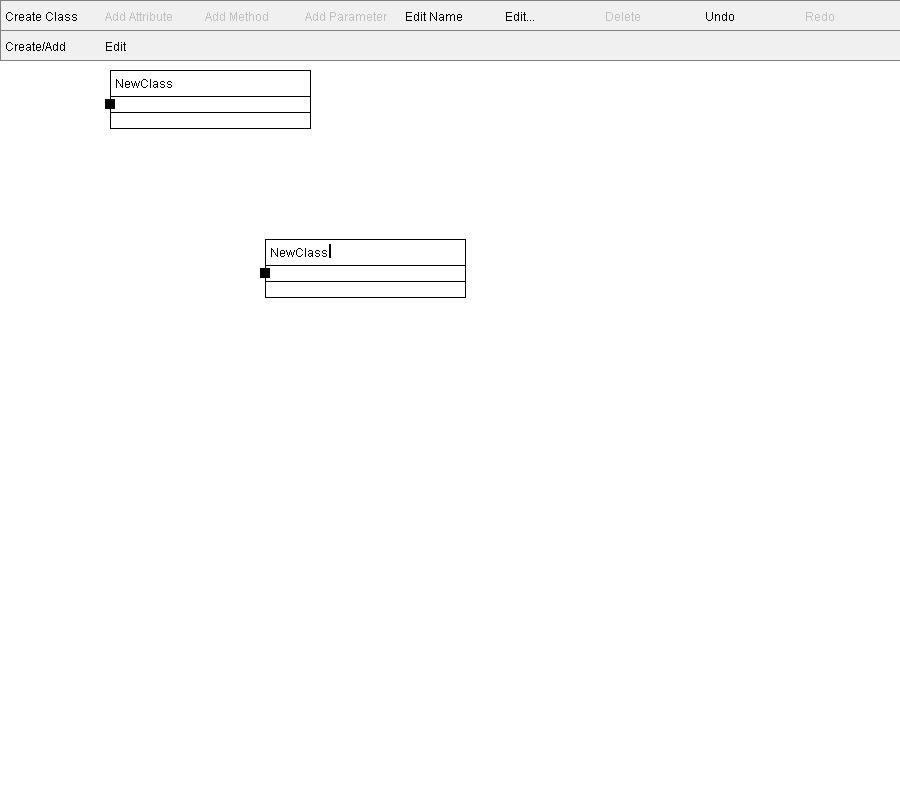 Create Class Add Attribute Add Method Add Parameter Edit Name Edit... Delete Undo Redo
Create/Add Edit
NewClass
NewClass